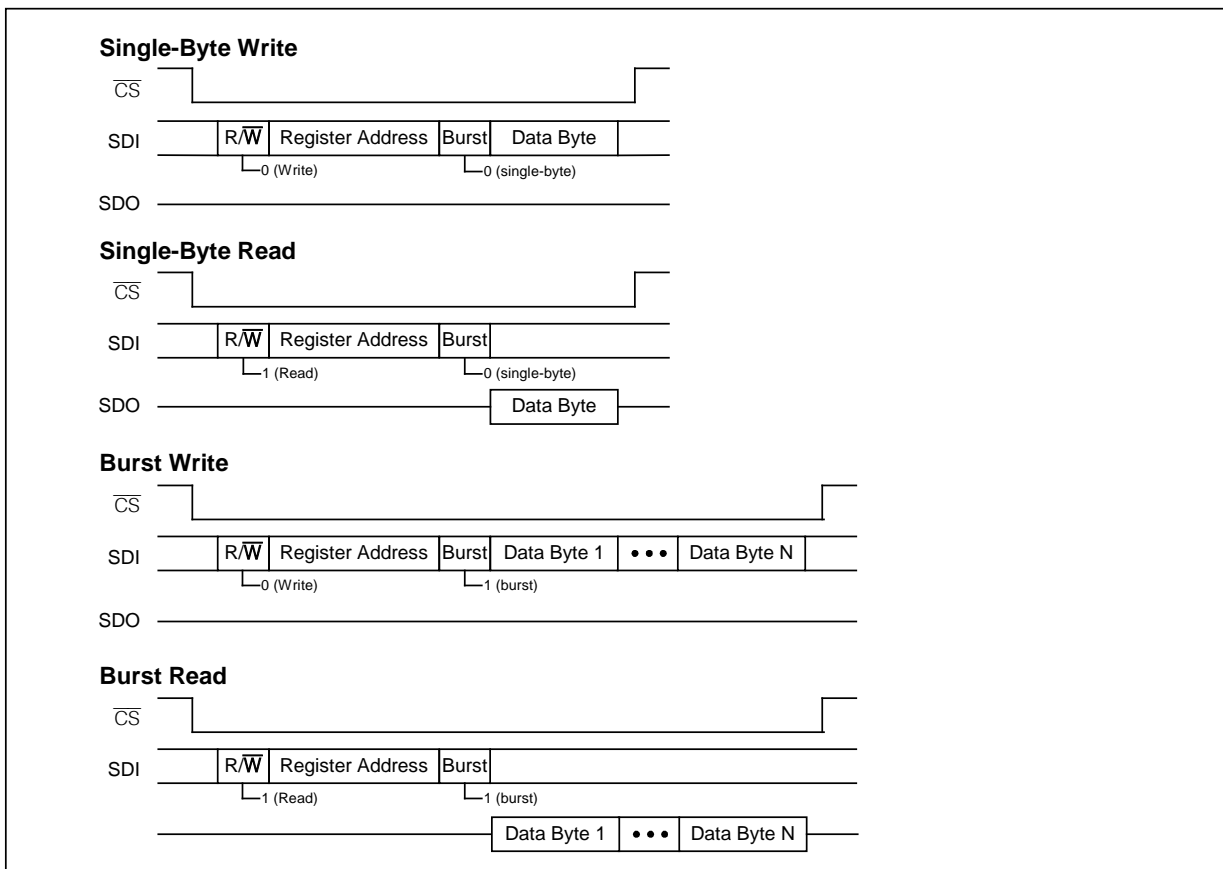 Single-Byte Write
CS
SDI R/W Register Address Burst Data Byte
0 (Write) 0 (single-byte)
SDO
Single-Byte Read
CS
SDI R/W Register Address Burst
1 (Read) 0 (single-byte)
SDO Data Byte
Burst Write
CS
SDI R/W Register Address Burst Data Byte 1 ••• Data Byte N
0 (Write) 1 (burst)
SDO
Burst Read
CS
SDI R/W Register Address Burst
1 (Read) 1 (burst)
Data Byte 1 ••• Data Byte N